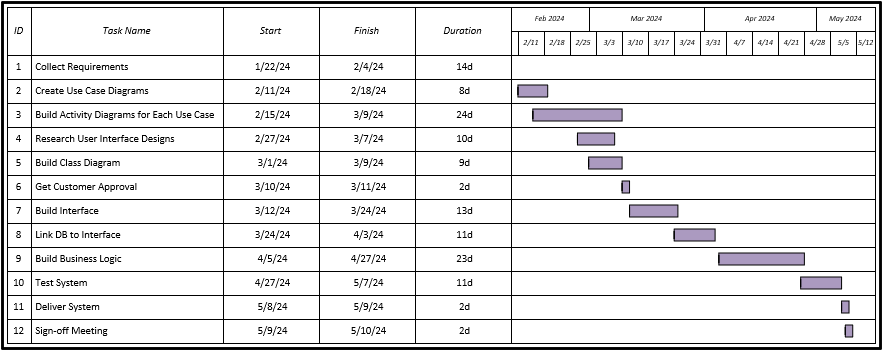 ID Task Name Start Finish Duration Feb 2024 Mar 2024 Apr 2024 May 2024
2/11 2/18 2/25 3/3 3/10 3/17 3/24 3/31 4/7 4/14 4/21 4/28 5/5 5/12
1 Collect Requirements 1/22/24 2/4/24 14d
2 Create Use Case Diagrams 2/11/24 2/18/24 8d
3 Build Activity Diagrams for Each Use Case 2/15/24 3/9/24 24d
4 Research User Interface Designs 2/27/24 3/7/24 10d
5 Build Class Diagram 3/1/24 3/9/24 9d
6 Get Customer Approval 3/10/24 3/11/24 2d
7 Build Interface 3/12/24 3/24/24 13d
8 Link DB to Interface 3/24/24 4/3/24 11d
9 Build Business Logic 4/5/24 4/27/24 23d
10 Test System 4/27/24 5/7/24 11d
11 Deliver System 5/8/24 5/9/24 2d
12 Sign-off Meeting 5/9/24 5/10/24 2d